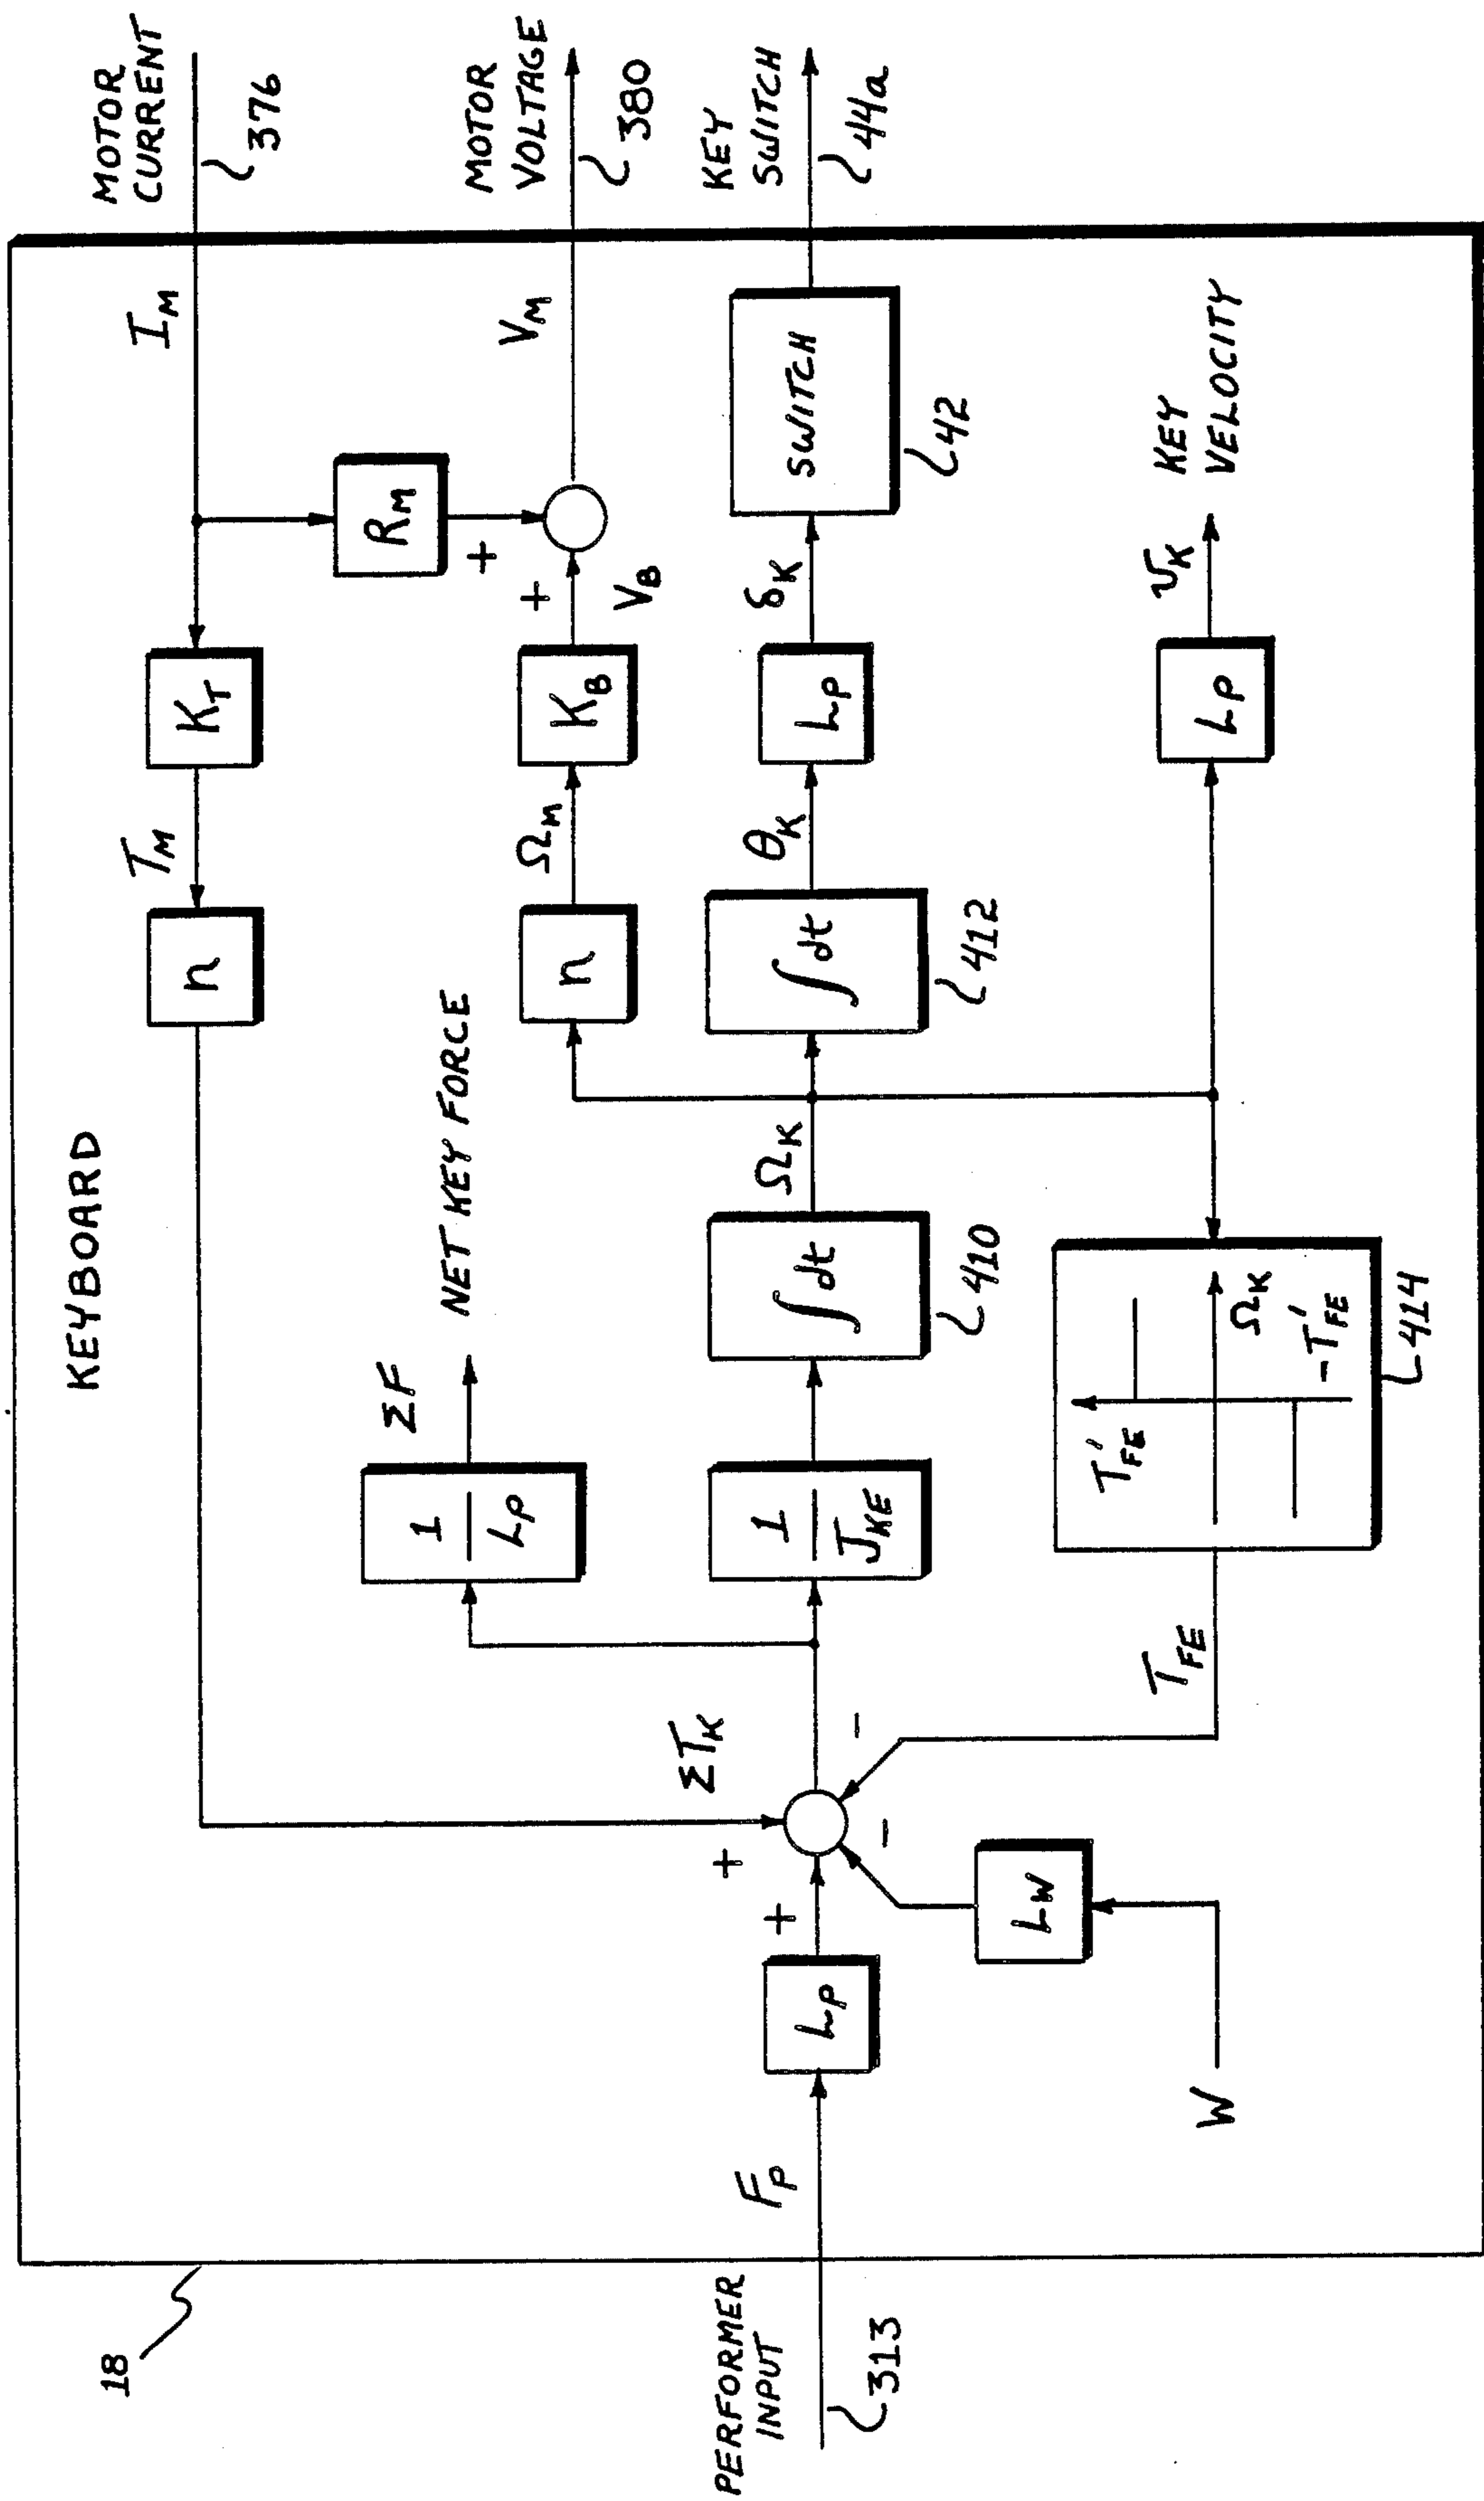 KEYBOARD
18
MOTOR
CURRENT
376
I_M
K_T
T_M
n
R_M
+
+
V_B
V_M
MOTOR
VOLTAGE
380
K_B
Ω_M
n
NET KEY FORCE
ΣF
1
L_P
KEY
SWITCH
44a
SWITCH
42
δ_K
L_P
θ_K
∫dt
412
Ω_K
∫dt
410
1
J_KE
ΣT_K
+
+
-
-
L_P
F_P
PERFORMER
INPUT
313
L_W
W
T_FE
T'_FE
Ω_K
-T'_FE
414
L_P
v_K
KEY
VELOCITY